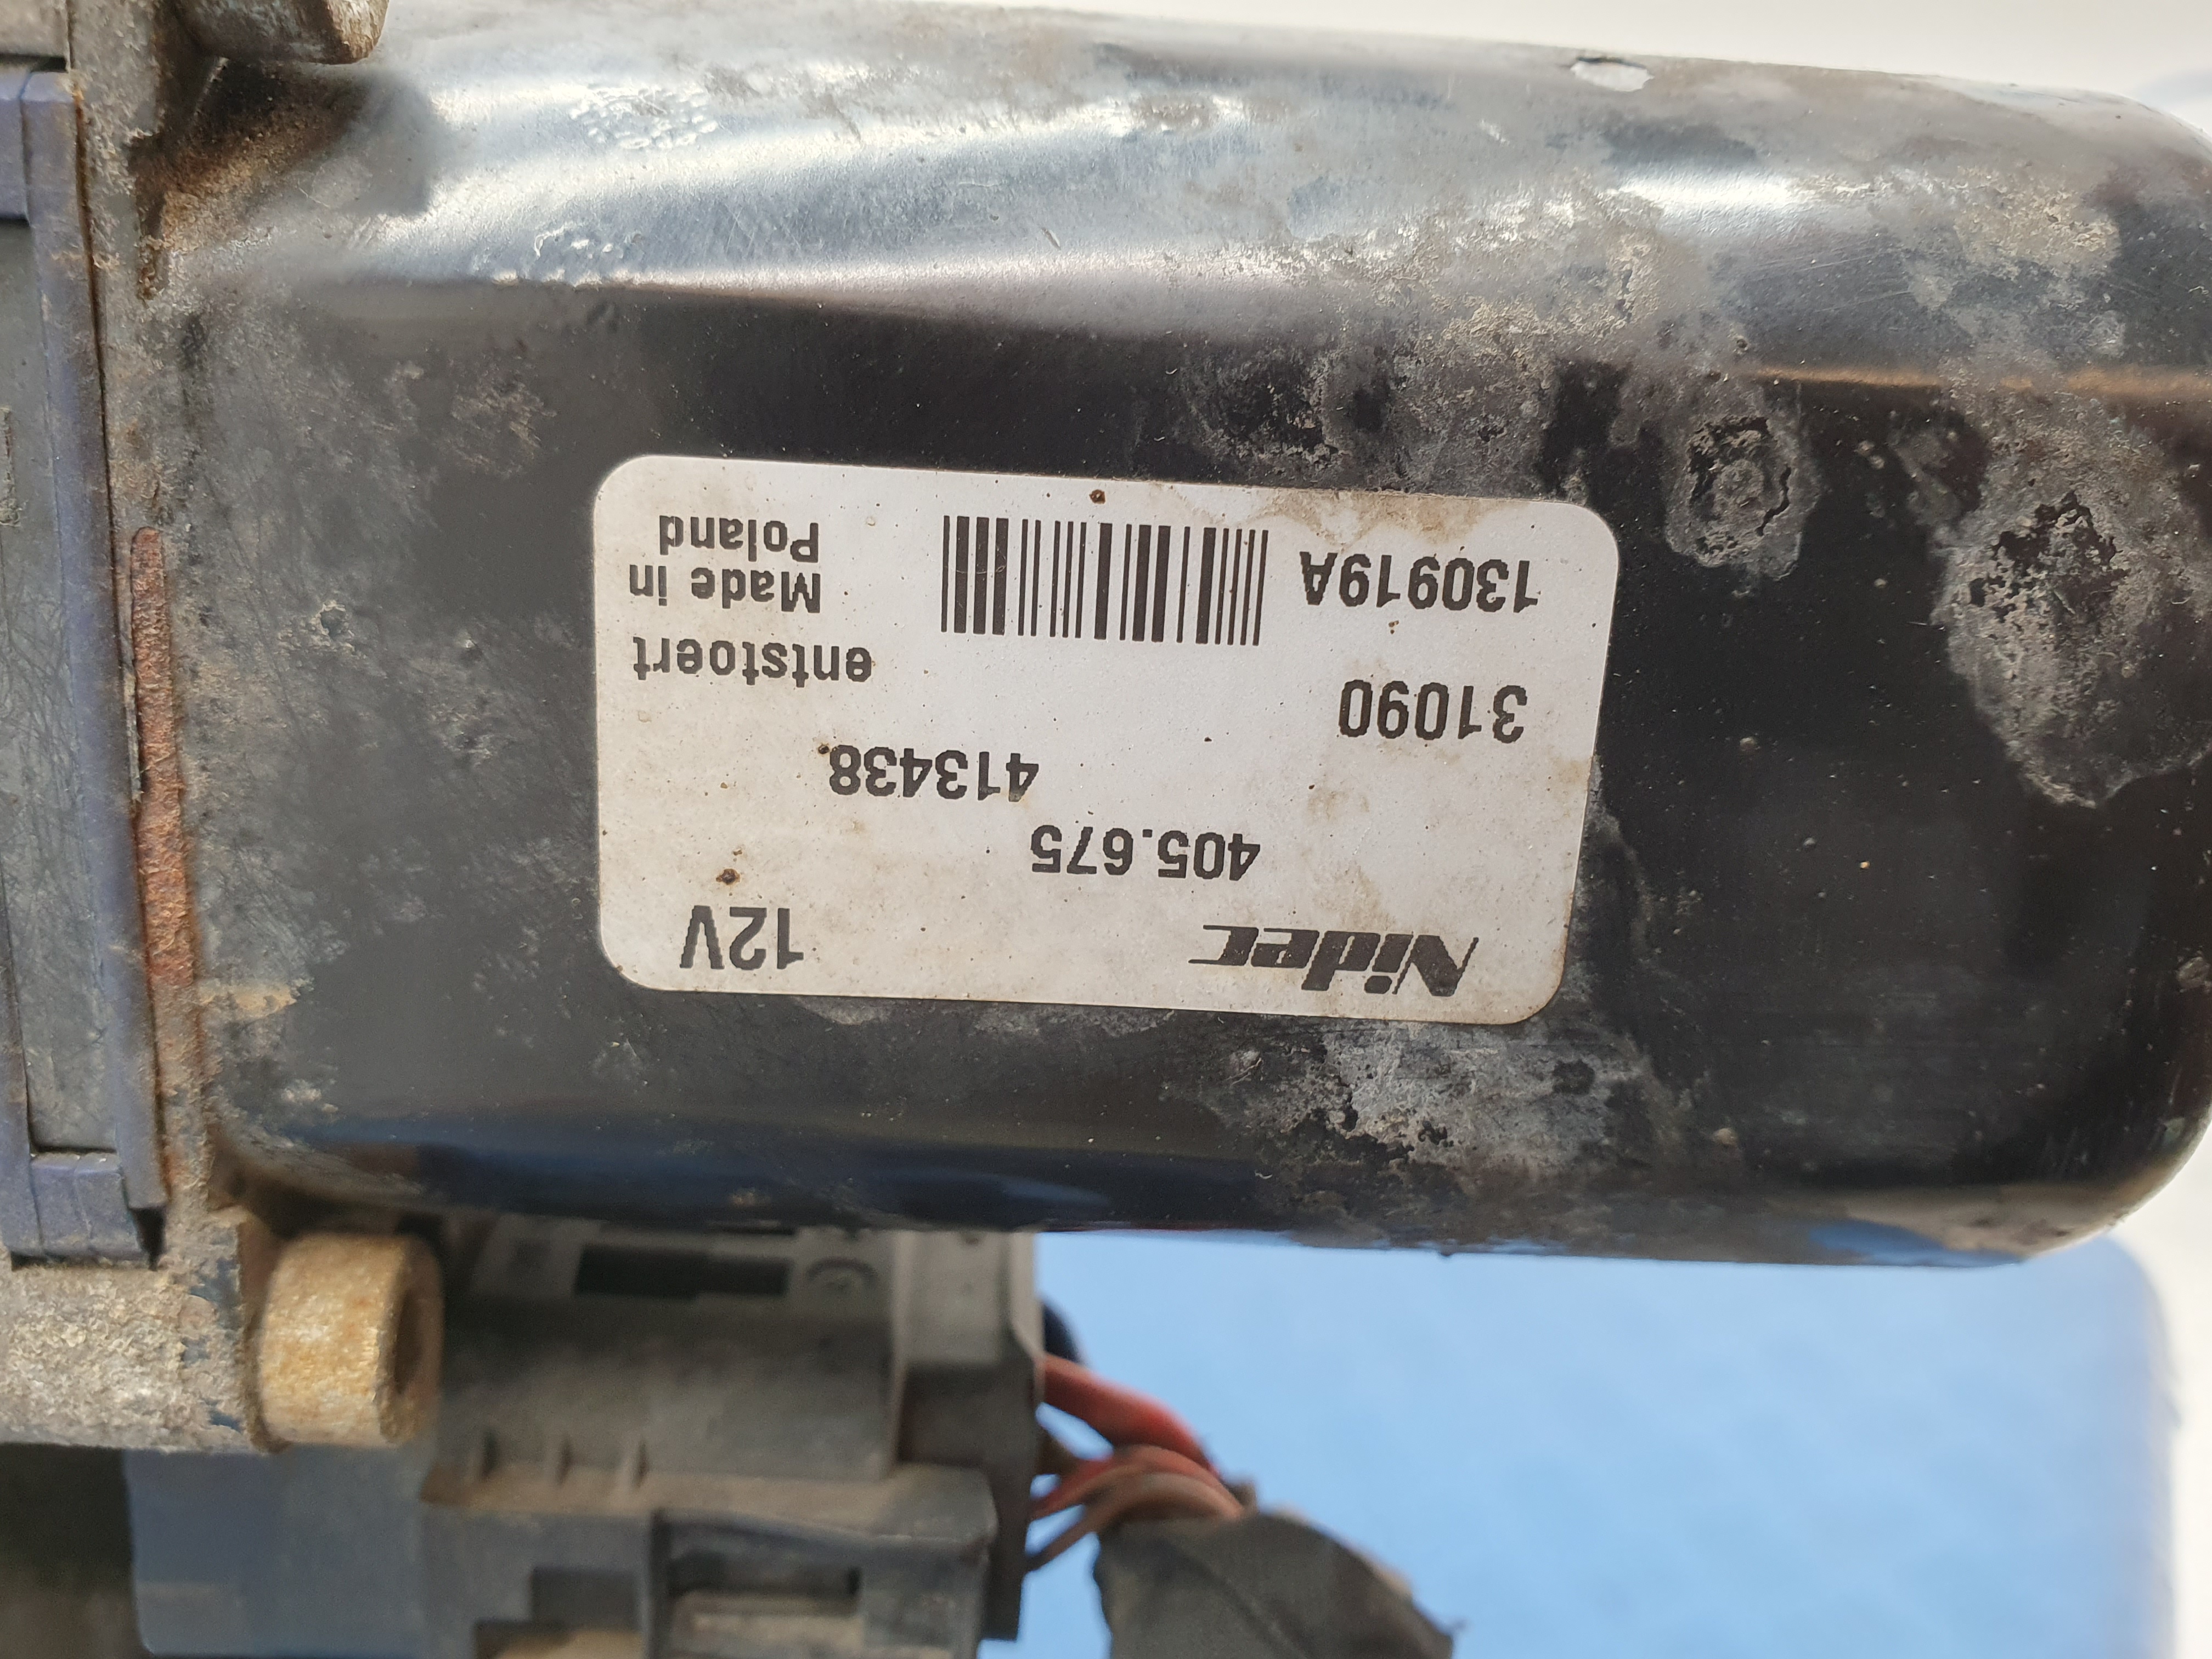 Nidec 12V
405.675
413438
31090 entstoert
130919A Made in
Poland